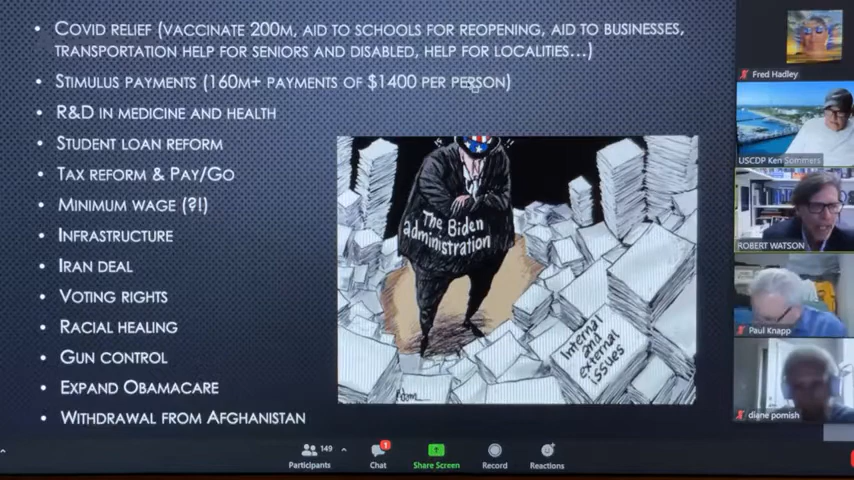 COVID RELIEF (VACCINATE 200M, AID TO SCHOOLS FOR REOPENING, AID TO BUSINESSES,
TRANSPORTATION HELP FOR SENIORS AND DISABLED, HELP FOR LOCALITIES...)
STIMULUS PAYMENTS (160M+ PAYMENTS OF $1400 PER PERSON)
R&D IN MEDICINE AND HEALTH
STUDENT LOAN REFORM
TAX REFORM & PAY/GO
MINIMUM WAGE (?!)
INFRASTRUCTURE
IRAN DEAL
VOTING RIGHTS
RACIAL HEALING
GUN CONTROL
EXPAND OBAMACARE
WITHDRAWAL FROM AFGHANISTAN
The Biden
administration
Internal
and
external
issues
Fred Hadley
USCDP Ken Sommers
ROBERT WATSON
Paul Knapp
diane pomish
149
1
Participants
Chat
Share Screen
Record
Reactions